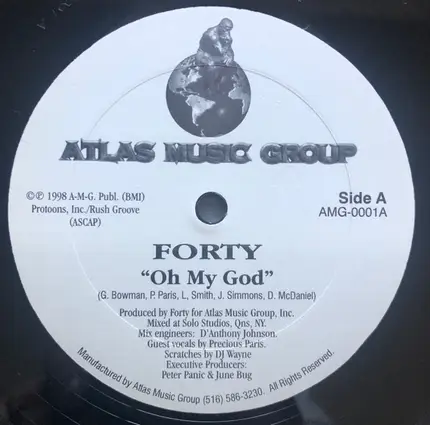 ATLAS MUSIC GROUP
©℗ 1998 A-M-G. Publ. (BMI)
Protoons, Inc./Rush Groove
(ASCAP)
Side A
AMG-0001A
FORTY
“Oh My God”
(G. Bowman, P. Paris, L, Smith, J. Simmons, D. McDaniel)
Produced by Forty for Atlas Music Group, Inc.
Mixed at Solo Studios, Qns, NY.
Mix engineers: D'Anthony Johnson.
Guest vocals by Precious Paris.
Scratches by DJ Wayne
Executive Producers:
Peter Panic & June Bug
Manufactured by Atlas Music Group (516) 586-3230. All Rights Reserved.